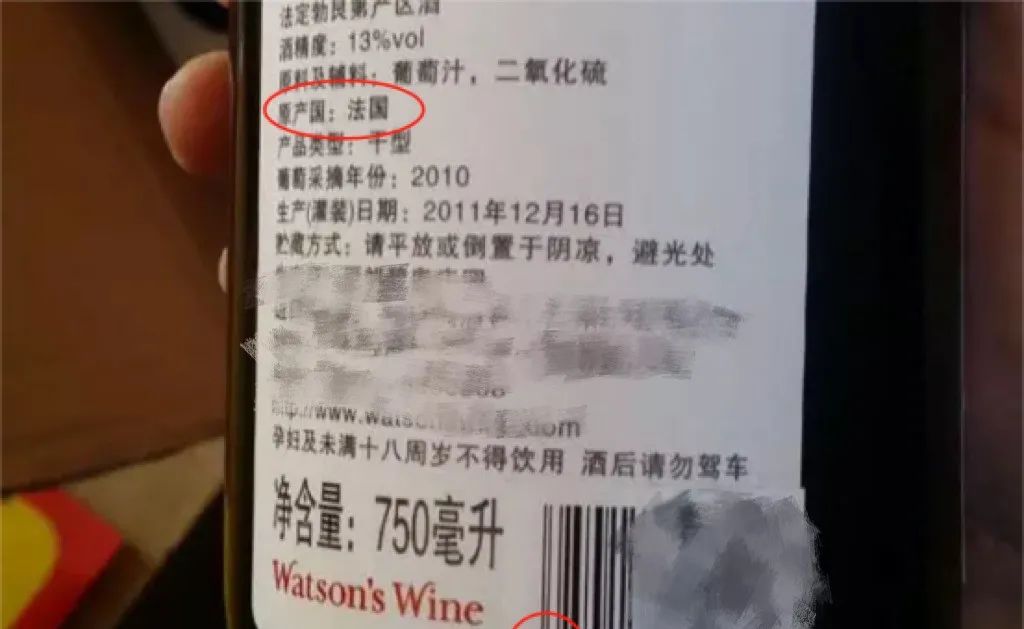 法定勃艮第产区酒
酒精度：13%vol
原料及辅料：葡萄汁，二氧化硫
原产国：法国
产品类型：干型
葡萄采摘年份：2010
生产(灌装)日期：2011年12月16日
贮藏方式：请平放或倒置于阴凉，避光处
http://www.wats
om
孕妇及未满十八周岁不得饮用 酒后请勿驾车
净含量：750毫升
Watson's Wine